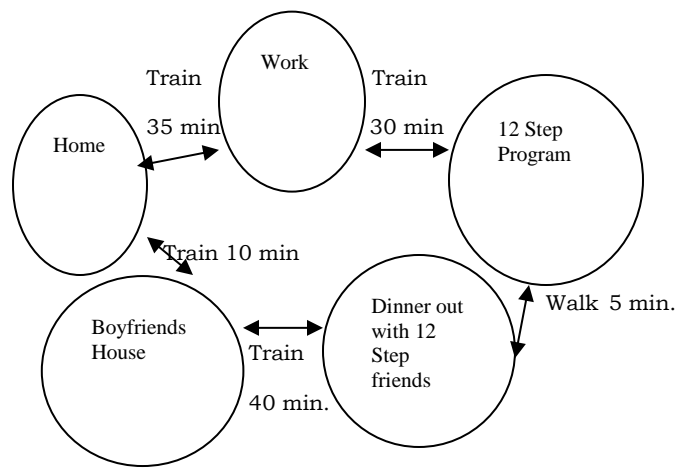 Work
Train
Train
35 min
30 min
12 Step
Program
Home
Train 10 min
Walk 5 min.
Dinner out
with 12
Step
friends
Boyfriends
House
Train
40 min.